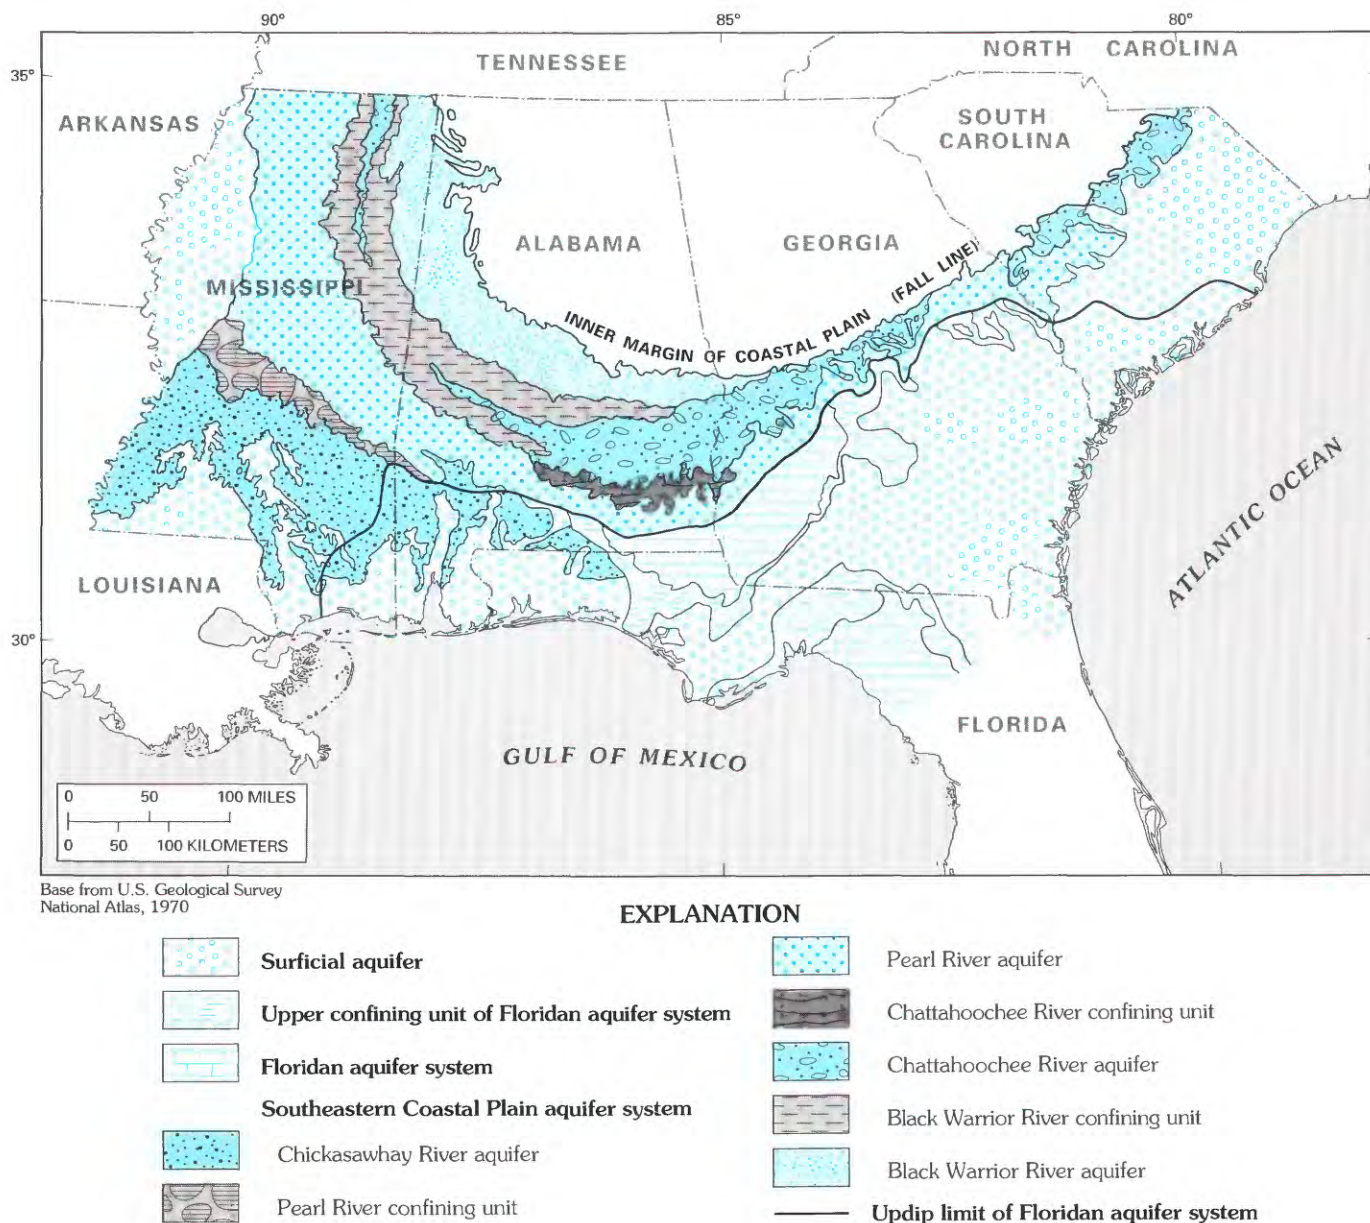 90°
85°
80°
35°
30°
TENNESSEE
NORTH CAROLINA
ARKANSAS
SOUTH
CAROLINA
ALABAMA
GEORGIA
MISSISSIPPI
INNER MARGIN OF COASTAL PLAIN (FALL LINE)
LOUISIANA
FLORIDA
ATLANTIC OCEAN
GULF OF MEXICO
0 50 100 MILES
0 50 100 KILOMETERS
Base from U.S. Geological Survey
National Atlas, 1970
EXPLANATION
Surficial aquifer
Upper confining unit of Floridan aquifer system
Floridan aquifer system
Southeastern Coastal Plain aquifer system
Chickasawhay River aquifer
Pearl River confining unit
Pearl River aquifer
Chattahoochee River confining unit
Chattahoochee River aquifer
Black Warrior River confining unit
Black Warrior River aquifer
Updip limit of Floridan aquifer system